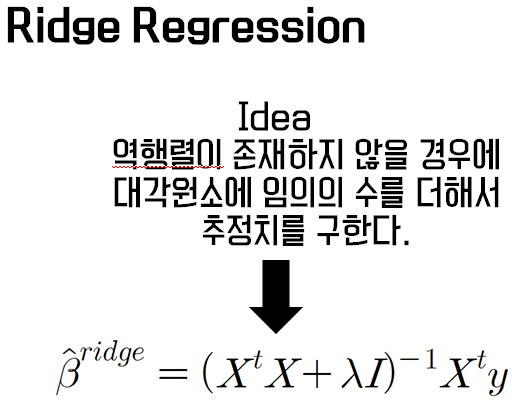 Ridge Regression
Idea
역행렬이 존재하지 않을 경우에
대각원소에 임의의 수를 더해서
추정치를 구한다.
β̂^{ridge} = (X^tX + λI)^{-1}X^ty